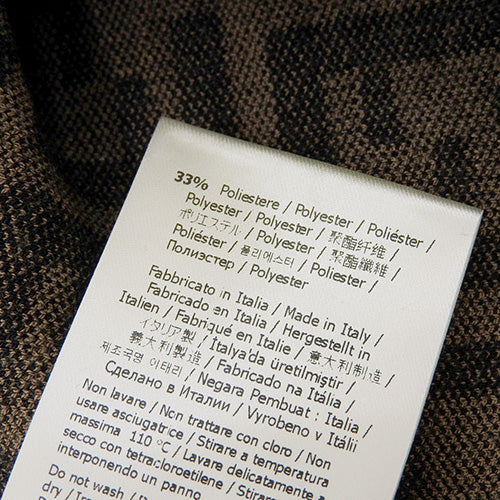 33% Poliestere / Polyester / Poliéster /
Polyester / Polyester / 聚酯纤维 /
ポリエステル / Polyester / 聚酯纖維 /
Poliéster / 폴리에스터 / Poliester /
Полиэстер / Polyester
Fabbricato in Italia / Made in Italy /
Fabricado en Italia / Hergestellt in
Italien / Fabriqué en Italie / 意大利制造 /
イタリア製 / İtalya'da üretilmiştir /
義大利製造 / Fabricado na Itália /
제조국명 이태리 / Negara Pembuat : Italia /
Сделано в Италии / Vyrobeno v Itálii
Non lavare / Non trattare con cloro / Non
usare asciugatrice / Stirare a temperatura
massima 110 °C / Lavare delicatamente a
secco con tetracloroetilene / Stirare
interponendo un panno
Do not wash / Do
dry /